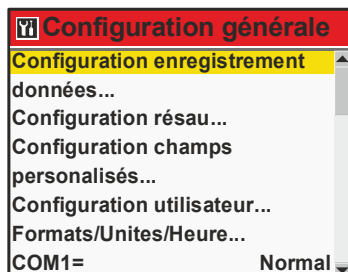 Configuration générale
Configuration enregistrement
données...
Configuration résau...
Configuration champs
personalisés...
Configuration utilisateur...
Formats/Unites/Heure...
COM1= Normal